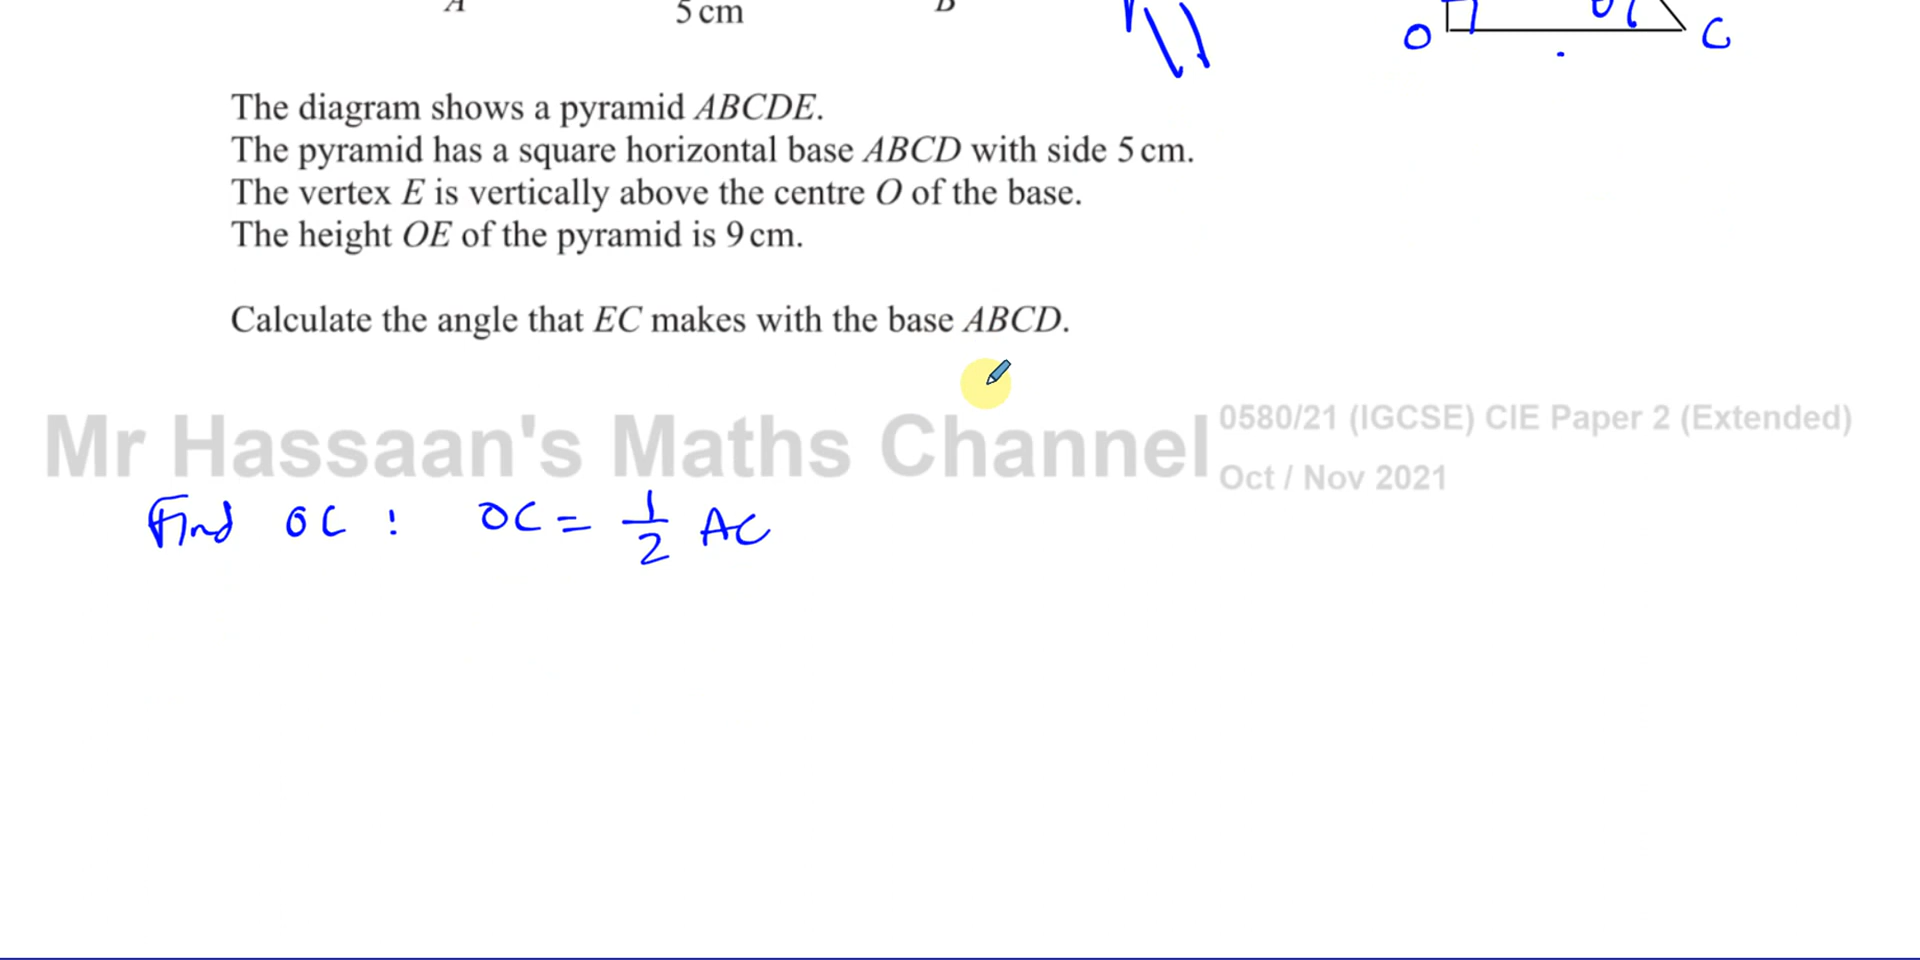 A 5 cm B
O θ C
The diagram shows a pyramid ABCDE.
The pyramid has a square horizontal base ABCD with side 5 cm.
The vertex E is vertically above the centre O of the base.
The height OE of the pyramid is 9 cm.
Calculate the angle that EC makes with the base ABCD.
Mr Hassaan's Maths Channel
0580/21 (IGCSE) CIE Paper 2 (Extended)
Oct / Nov 2021
Find OC : OC = 1/2 AC